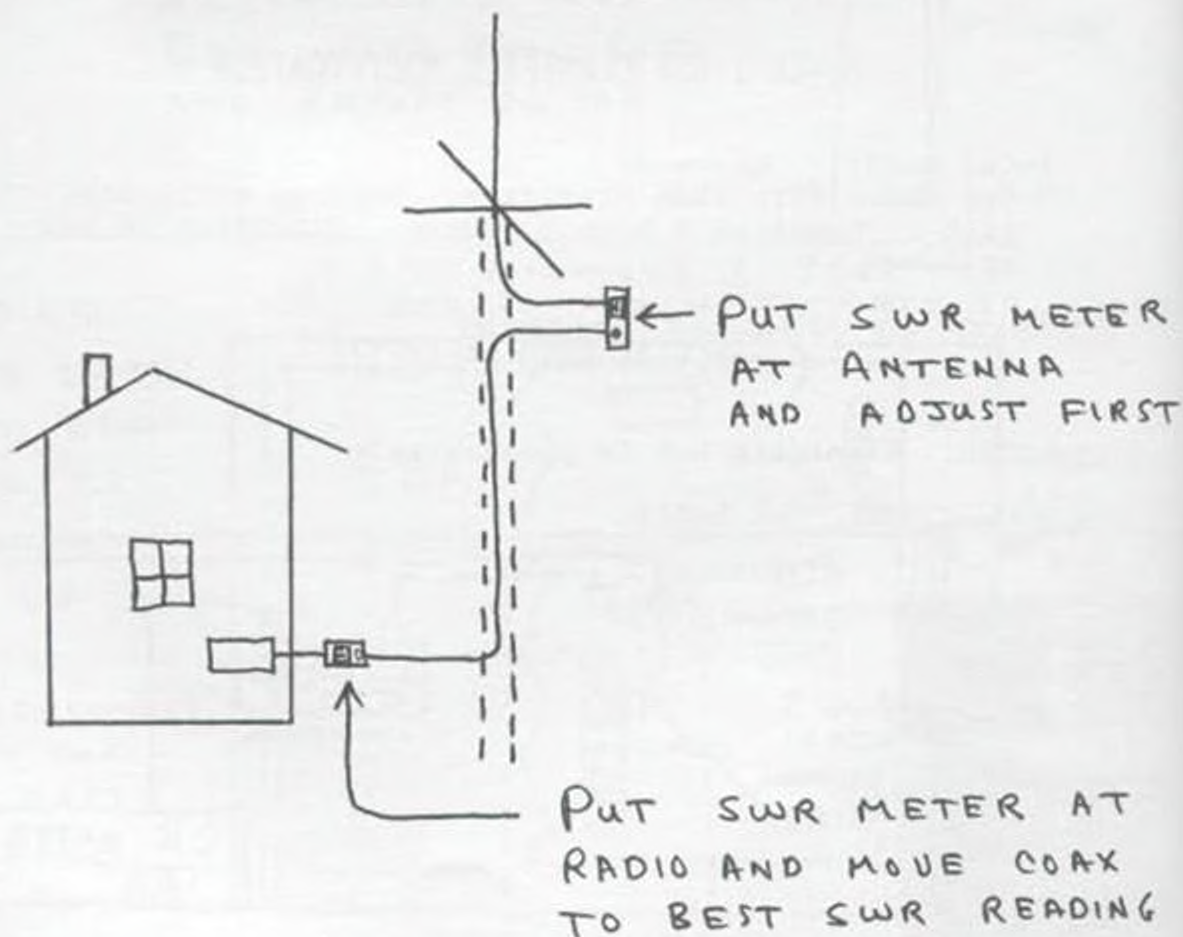 PUT SWR METER
AT ANTENNA
AND ADJUST FIRST
PUT SWR METER AT
RADIO AND MOVE COAX
TO BEST SWR READING